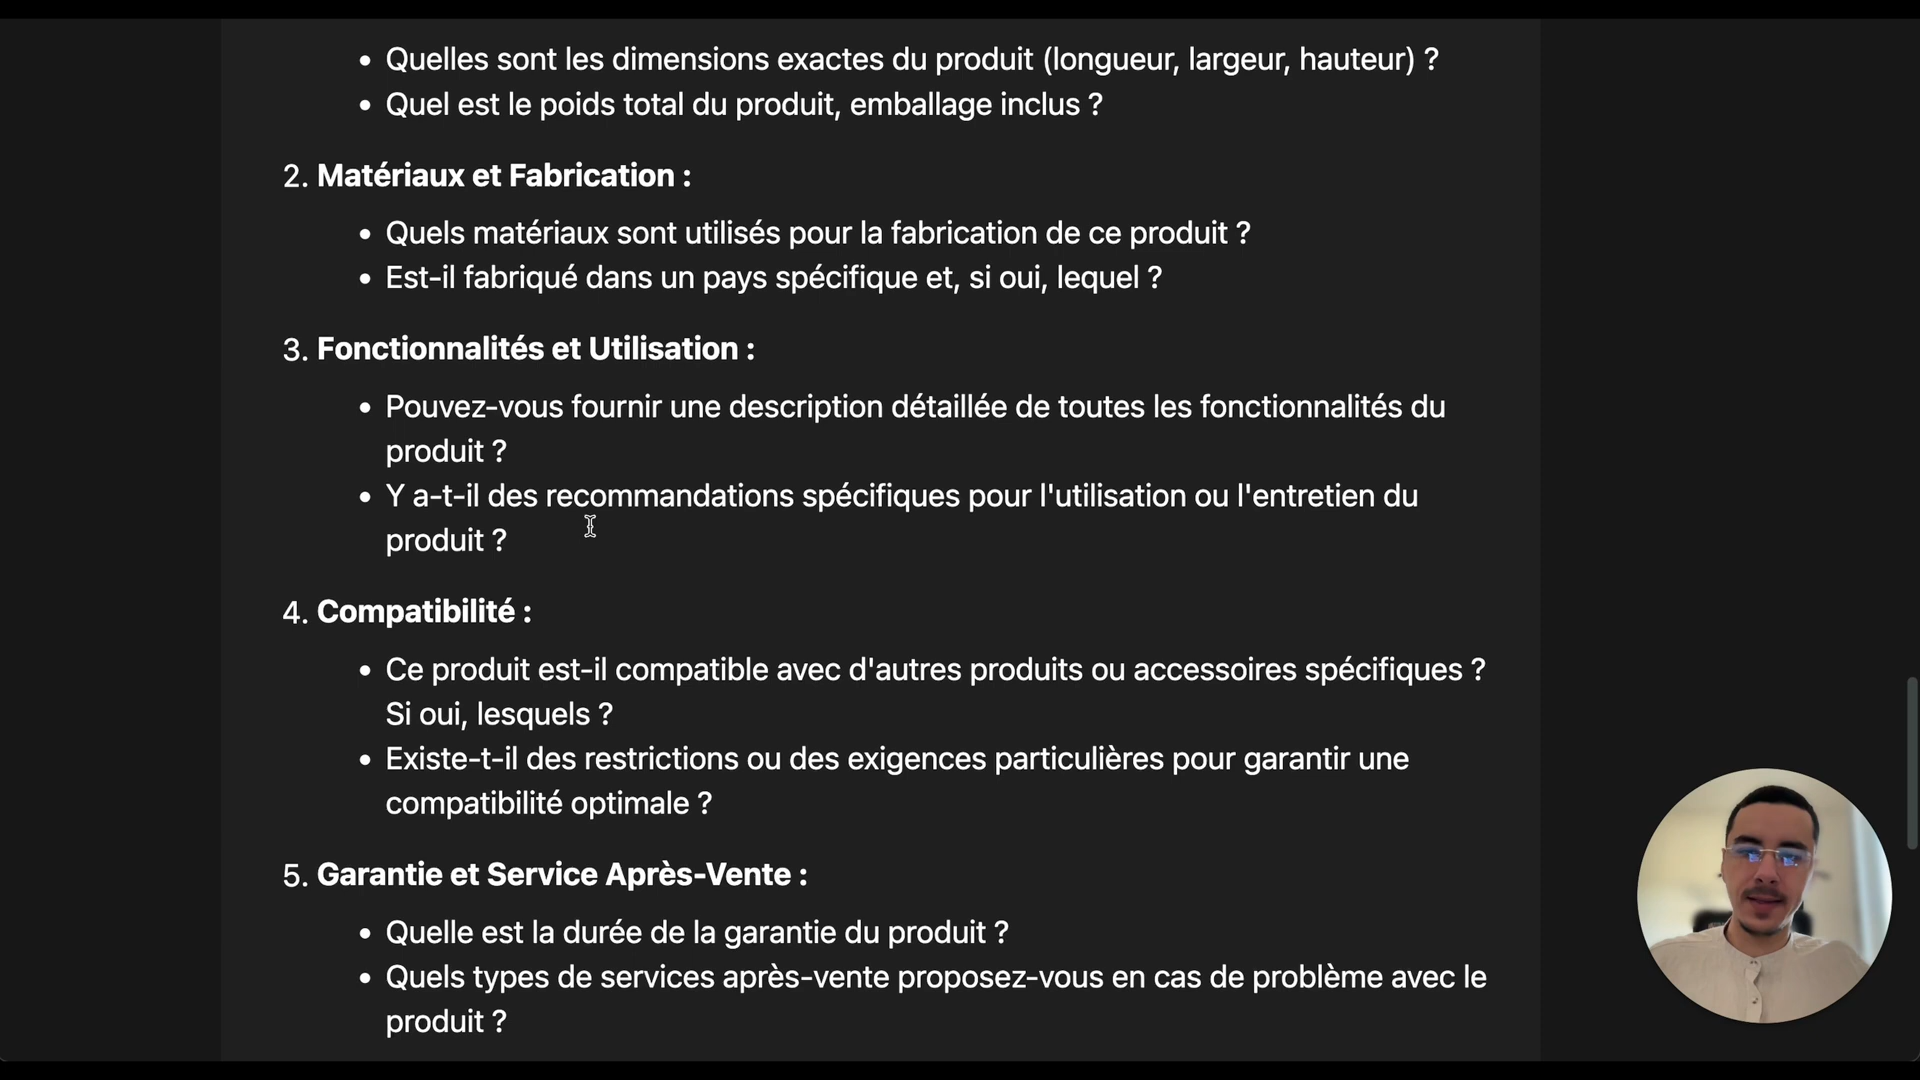 • Quelles sont les dimensions exactes du produit (longueur, largeur, hauteur) ?
• Quel est le poids total du produit, emballage inclus ?
2. Matériaux et Fabrication :
• Quels matériaux sont utilisés pour la fabrication de ce produit ?
• Est-il fabriqué dans un pays spécifique et, si oui, lequel ?
3. Fonctionnalités et Utilisation :
• Pouvez-vous fournir une description détaillée de toutes les fonctionnalités du
produit ?
• Y a-t-il des recommandations spécifiques pour l'utilisation ou l'entretien du
produit ?
4. Compatibilité :
• Ce produit est-il compatible avec d'autres produits ou accessoires spécifiques ?
Si oui, lesquels ?
• Existe-t-il des restrictions ou des exigences particulières pour garantir une
compatibilité optimale ?
5. Garantie et Service Après-Vente :
• Quelle est la durée de la garantie du produit ?
• Quels types de services après-vente proposez-vous en cas de problème avec le
produit ?